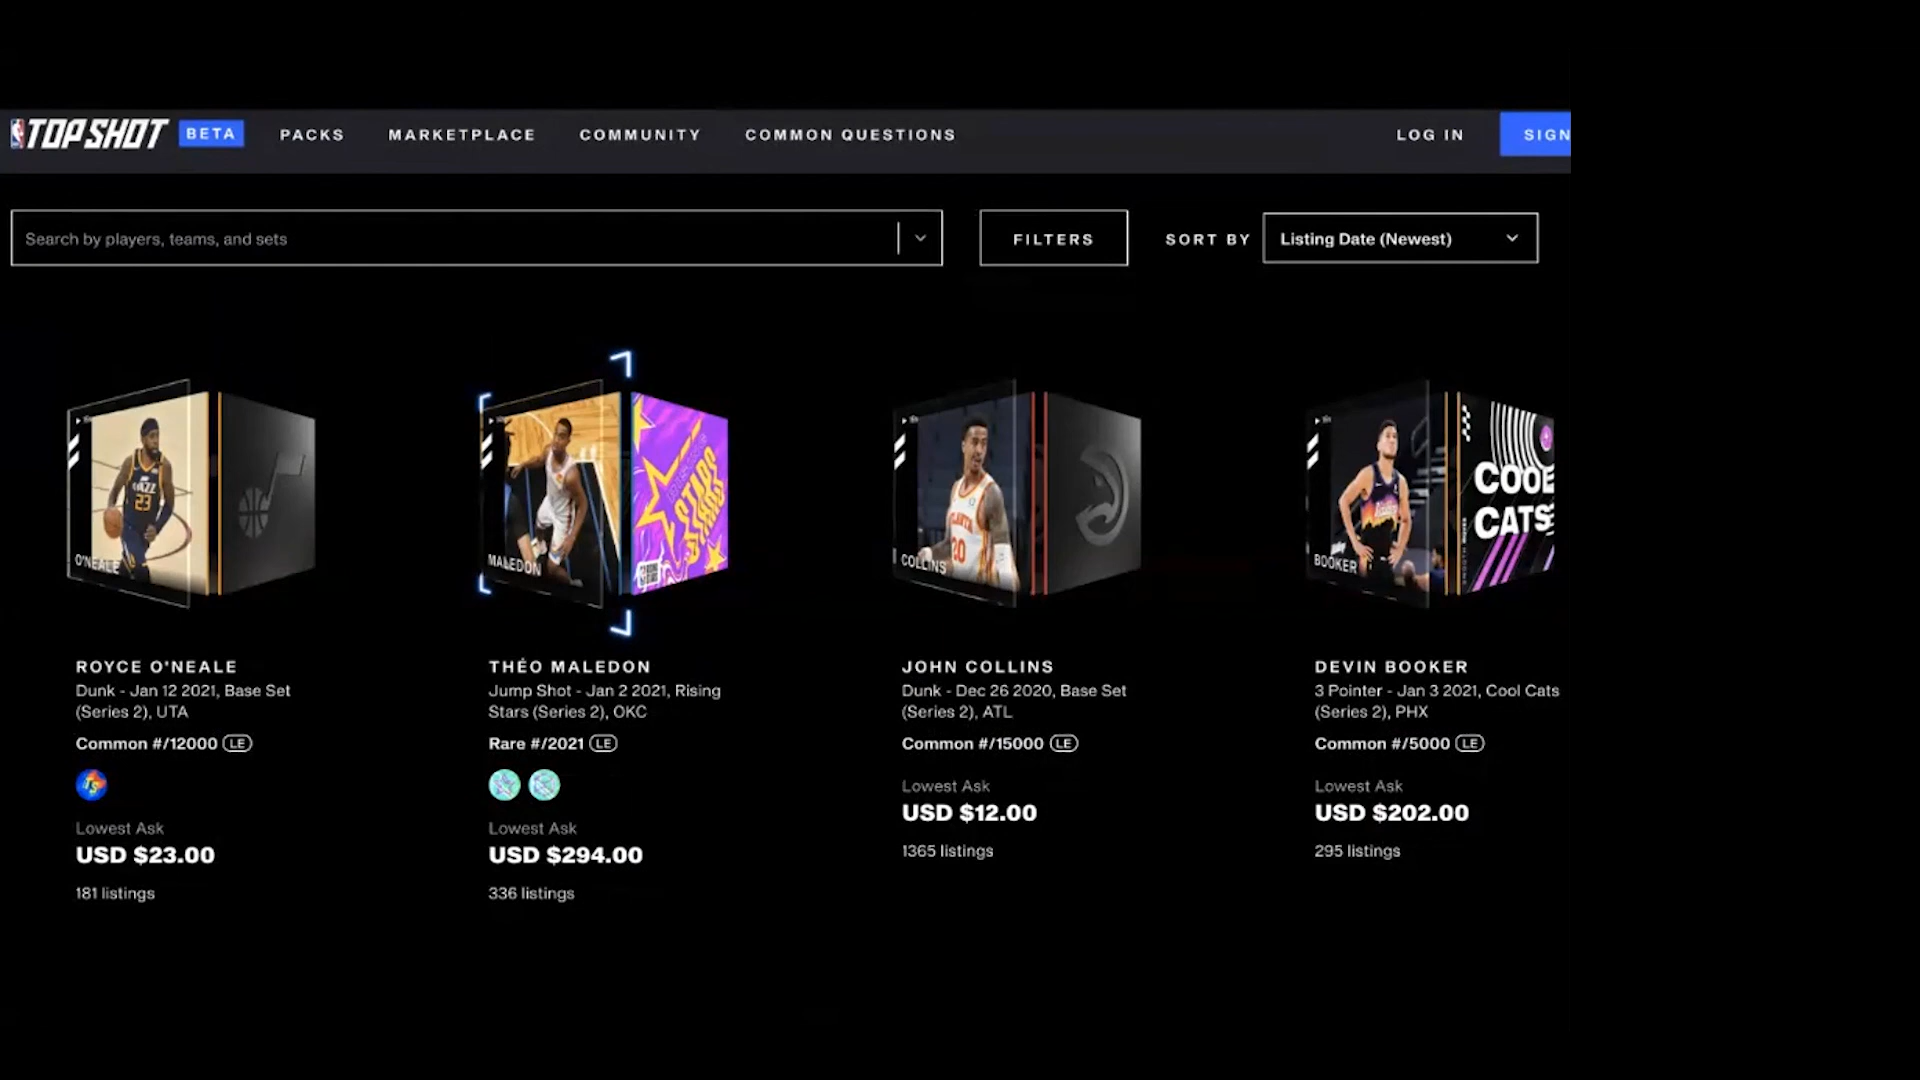 TOP SHOT BETA PACKS MARKETPLACE COMMUNITY COMMON QUESTIONS LOG IN SIGN
Search by players, teams, and sets FILTERS SORT BY Listing Date (Newest)
O'NEALE
JAZZ
23
MALEDON
STARS
COLLINS
ATLANTA
20
BOOKER
COOL
CATS
ROYCE O'NEALE
Dunk - Jan 12 2021, Base Set
(Series 2), UTA
Common #/12000 LE
TS
Lowest Ask
USD $23.00
181 listings
THÉO MALEDON
Jump Shot - Jan 2 2021, Rising
Stars (Series 2), OKC
Rare #/2021 LE
Lowest Ask
USD $294.00
336 listings
JOHN COLLINS
Dunk - Dec 26 2020, Base Set
(Series 2), ATL
Common #/15000 LE
Lowest Ask
USD $12.00
1365 listings
DEVIN BOOKER
3 Pointer - Jan 3 2021, Cool Cats
(Series 2), PHX
Common #/5000 LE
Lowest Ask
USD $202.00
295 listings